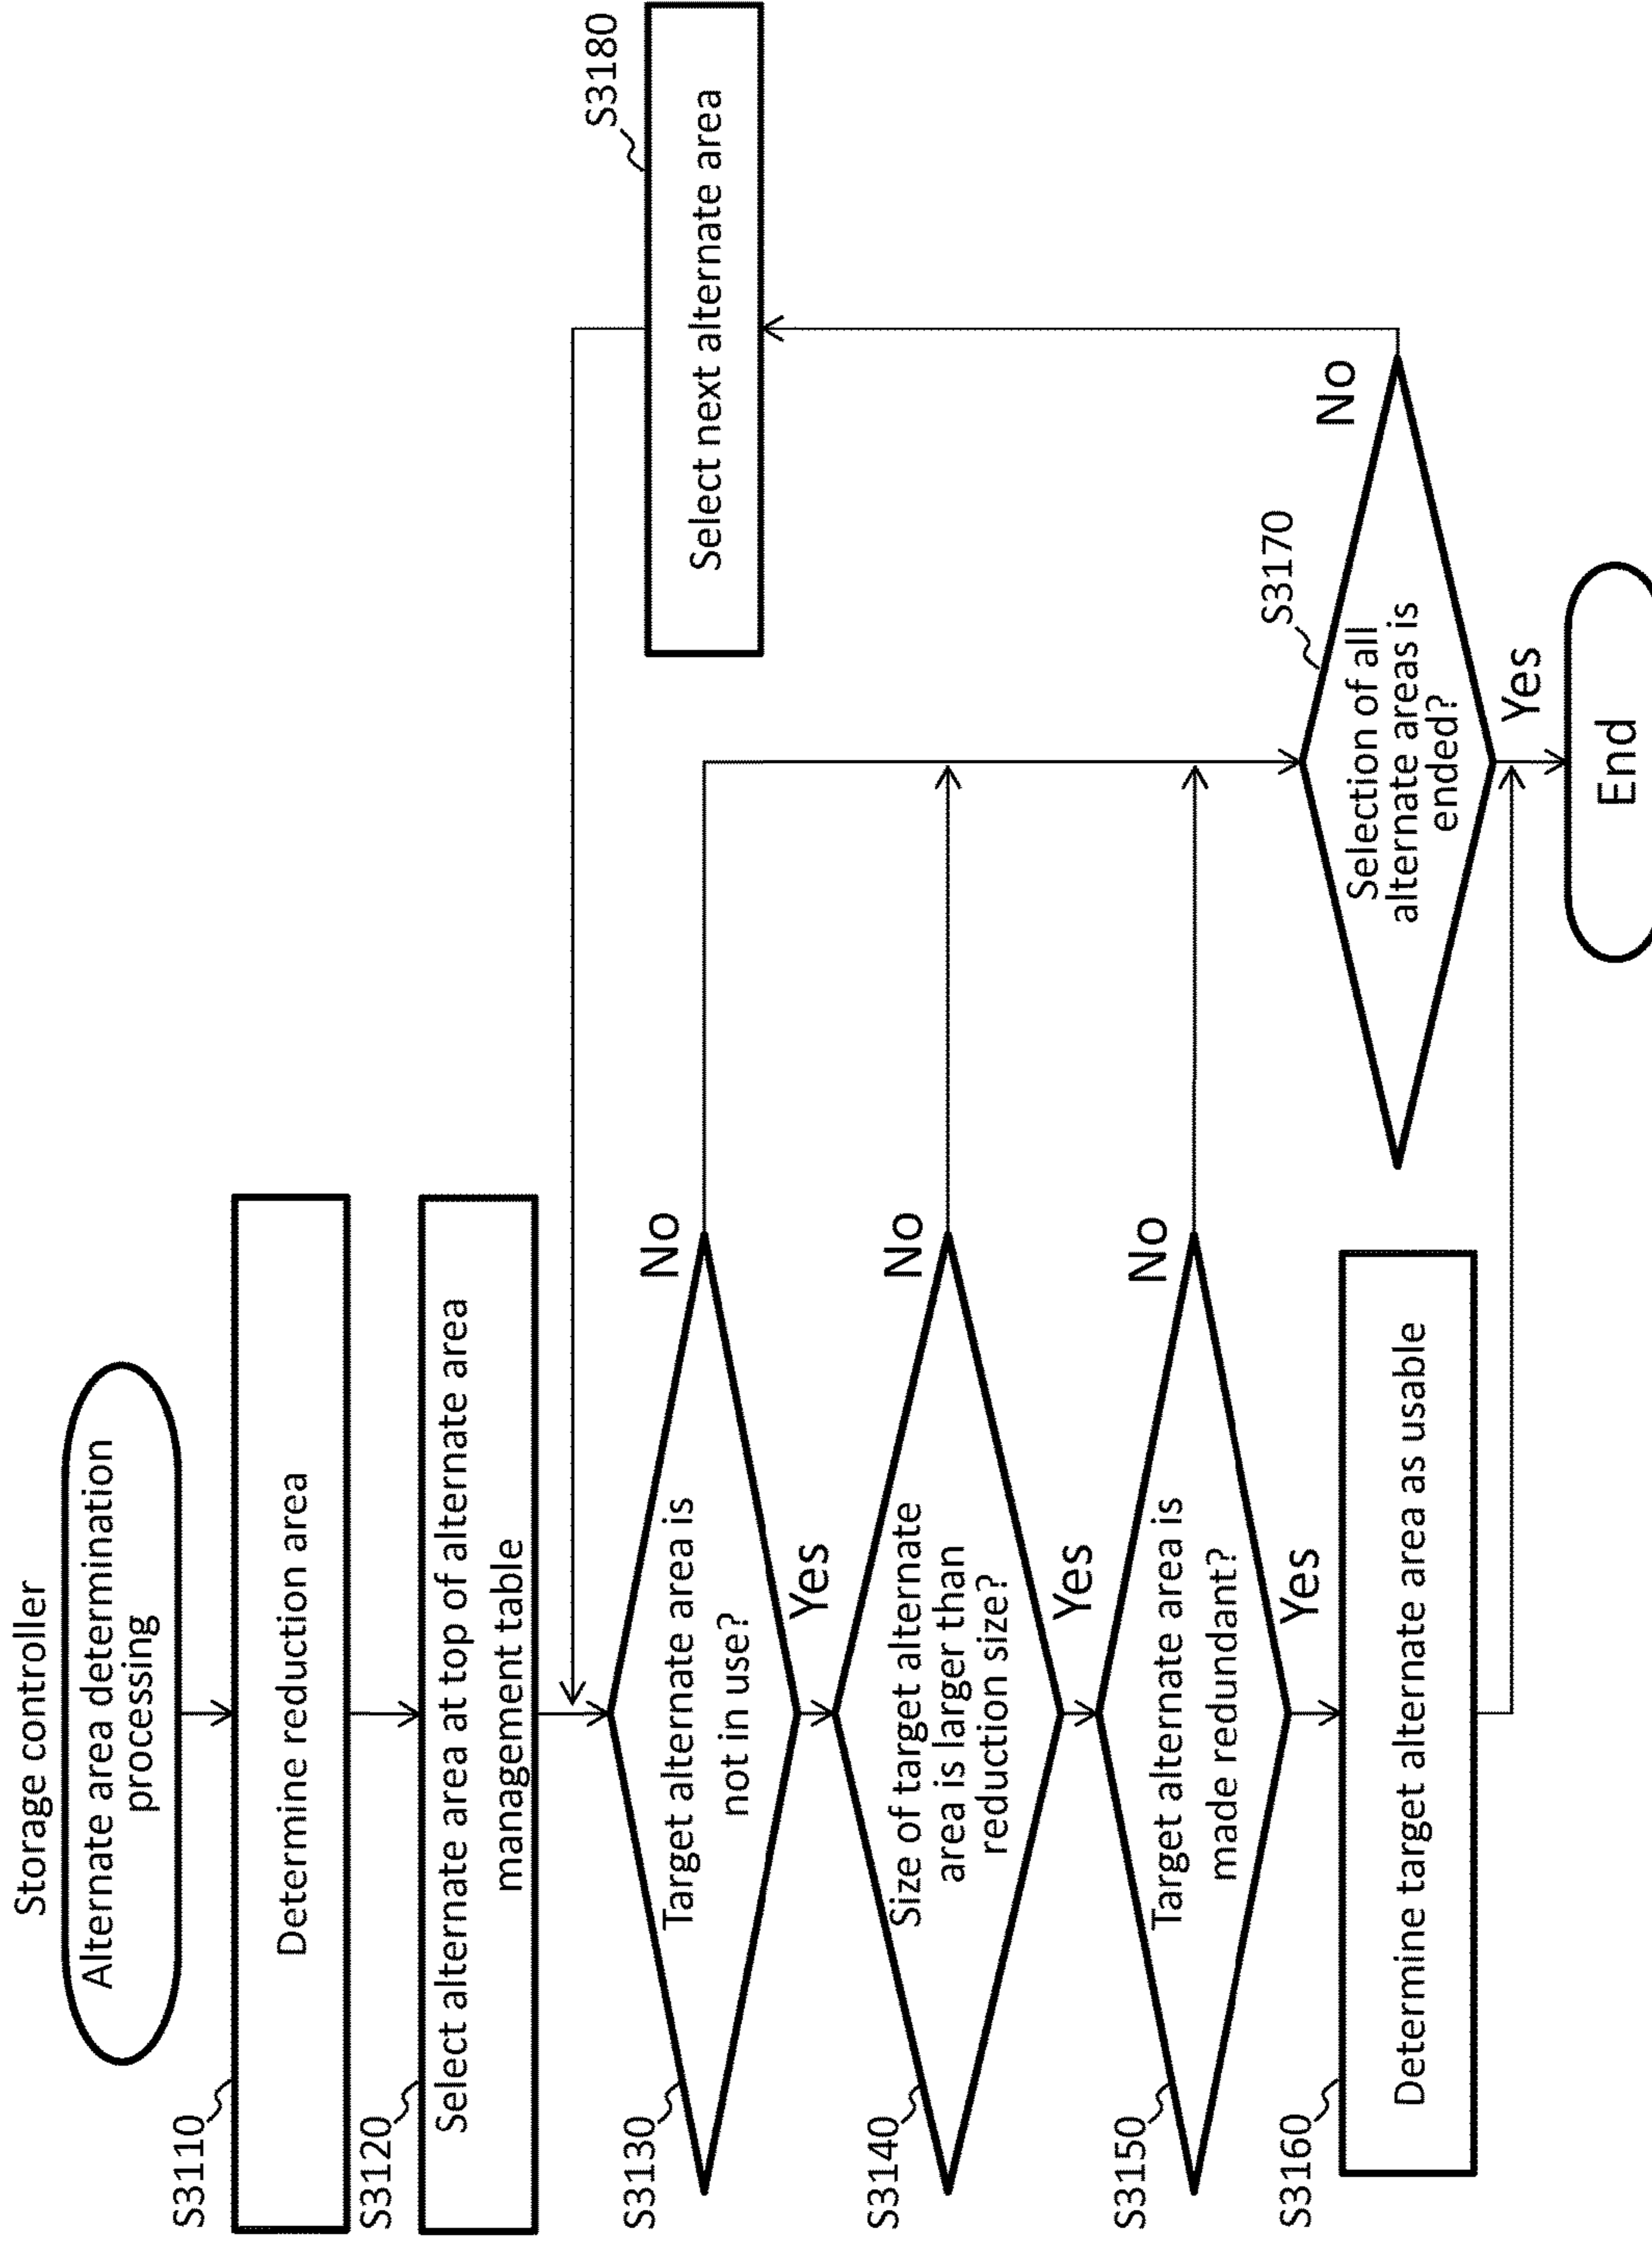 Storage controller
Alternate area determination
processing
S3110
Determine reduction area
S3120
Select alternate area at top of alternate area
management table
S3130
Target alternate area is
not in use?
No
Yes
S3140
Size of target alternate
area is larger than
reduction size?
No
Yes
S3150
Target alternate area is
made redundant?
No
Yes
S3160
Determine target alternate area as usable
S3170
Selection of all
alternate areas is
ended?
No
Yes
S3180
Select next alternate area
End